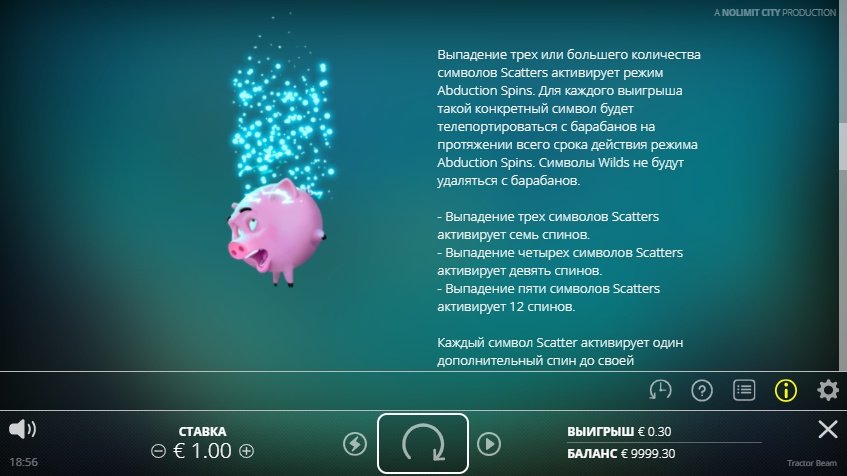 A NOLIMIT CITY PRODUCTION
Выпадение трех или большего количества
символов Scatters активирует режим
Abduction Spins. Для каждого выигрыша
такой конкретный символ будет
телепортироваться с барабанов на
протяжении всего срока действия режима
Abduction Spins. Символы Wilds не будут
удаляться с барабанов.
- Выпадение трех символов Scatters
активирует семь спинов.
- Выпадение четырех символов Scatters
активирует девять спинов.
- Выпадение пяти символов Scatters
активирует 12 спинов.
Каждый символ Scatter активирует один
дополнительный спин до своей
СТАВКА
€ 1.00
ВЫИГРЫШ € 0.30
БАЛАНС € 9999.30
18:56
Tractor Beam